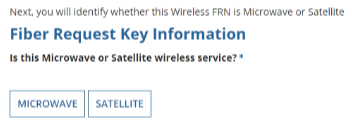 Next, you will identify whether this Wireless FRN is Microwave or Satellite
Fiber Request Key Information
Is this Microwave or Satellite wireless service? *
MICROWAVE SATELLITE